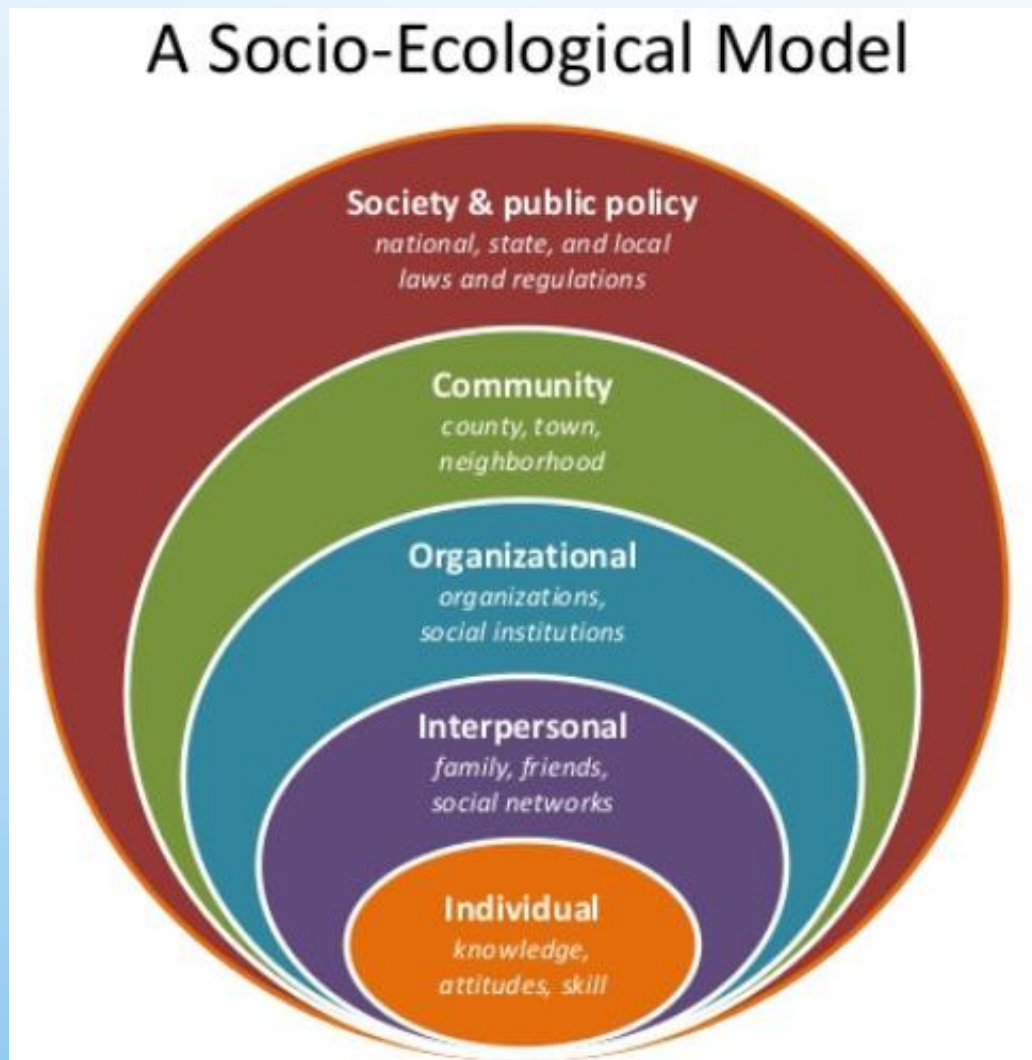 A Socio-Ecological Model
Society & public policy
national, state, and local
laws and regulations
Community
county, town,
neighborhood
Organizational
organizations,
social institutions
Interpersonal
family, friends,
social networks
Individual
knowledge,
attitudes, skill